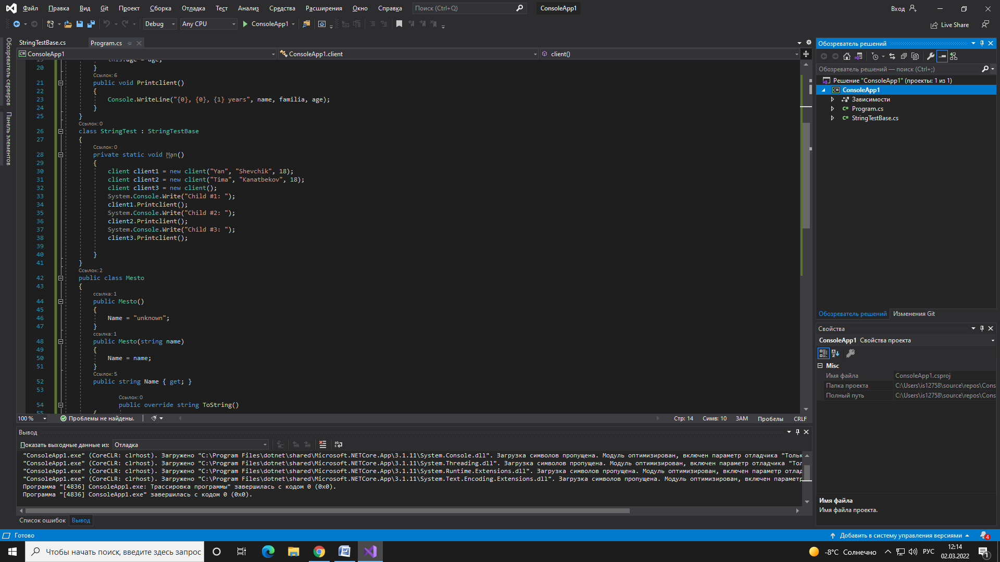 Файл Правка Вид Git Проект Сборка Отладка Тест Анализ Средства Расширения Окно Справка Поиск (Ctrl+Q) ConsoleApp1 Вход
Debug Any CPU ConsoleApp1 Live Share
Обозреватель серверов
Панель элементов
StringTestBase.cs Program.cs
ConsoleApp1 ConsoleApp1.client client()
19 this.age = age;
20 }
Ссылок: 6
21 public void Printclient()
22 {
23 Console.WriteLine("{0}, {0}, {1} years", name, familia, age);
24 }
25 }
Ссылок: 0
26 class StringTest : StringTestBase
27 {
Ссылок: 0
28 private static void Man()
29 {
30 client client1 = new client("Yan", "Shevchik", 18);
31 client client2 = new client("Tima", "Kanatbekov", 18);
32 client client3 = new client();
33 System.Console.Write("Child #1: ");
34 client1.Printclient();
35 System.Console.Write("Child #2: ");
36 client2.Printclient();
37 System.Console.Write("Child #3: ");
38 client3.Printclient();
39
40 }
41 }
Ссылок: 2
42 public class Mesto
43 {
ссылка: 1
44 public Mesto()
45 {
46 Name = "unknown";
47 }
ссылка: 1
48 public Mesto(string name)
49 {
50 Name = name;
51 }
Ссылок: 5
52 public string Name { get; }
53
Ссылок: 0
54 public override string ToString()
55 {
100 % Проблемы не найдены. Стр: 14 Симв: 10 ЗАМ Пробелы CRLF
Вывод
Показать выходные данные из: Отладка
"ConsoleApp1.exe" (CoreCLR: clrhost). Загружено "C:\Program Files\dotnet\shared\Microsoft.NETCore.App\3.1.11\System.Console.dll". Загрузка символов пропущена. Модуль оптимизирован, включен параметр отладчика "Тольк
"ConsoleApp1.exe" (CoreCLR: clrhost). Загружено "C:\Program Files\dotnet\shared\Microsoft.NETCore.App\3.1.11\System.Threading.dll". Загрузка символов пропущена. Модуль оптимизирован, включен параметр отладчика "Тол
"ConsoleApp1.exe" (CoreCLR: clrhost). Загружено "C:\Program Files\dotnet\shared\Microsoft.NETCore.App\3.1.11\System.Runtime.Extensions.dll". Загрузка символов пропущена. Модуль оптимизирован, включен параметр отлад
"ConsoleApp1.exe" (CoreCLR: clrhost). Загружено "C:\Program Files\dotnet\shared\Microsoft.NETCore.App\3.1.11\System.Text.Encoding.Extensions.dll". Загрузка символов пропущена. Модуль оптимизирован, включен параметр
Программа "[4836] ConsoleApp1.exe: Трассировка программы" завершилась с кодом 0 (0x0).
Программа "[4836] ConsoleApp1.exe" завершилась с кодом 0 (0x0).
Список ошибок Вывод
Обозреватель решений
Обозреватель решений — поиск (Ctrl+;)
Решение "ConsoleApp1" (проекты: 1 из 1)
ConsoleApp1
Зависимости
Program.cs
StringTestBase.cs
Обозреватель решений Изменения Git
Свойства
ConsoleApp1 Свойства проекта
Misc
Имя файла ConsoleApp1.csproj
Папка проекта C:\Users\is12758\source\repos\Cons
Полный путь C:\Users\is12758\source\repos\Cons
Имя файла
Имя файла проекта.
Готово Добавить в систему управления версиями 4
Чтобы начать поиск, введите здесь запрос -8°C Солнечно РУС 12:14
02.03.2022 1